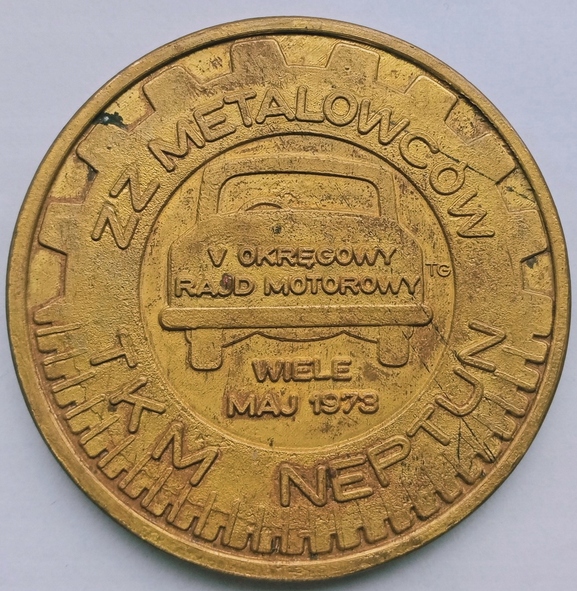 ZZ METALOWCÓW
V OKRĘGOWY
RAJD MOTOROWY
TG
WIELE
MAJ 1973
TKM NEPTUN